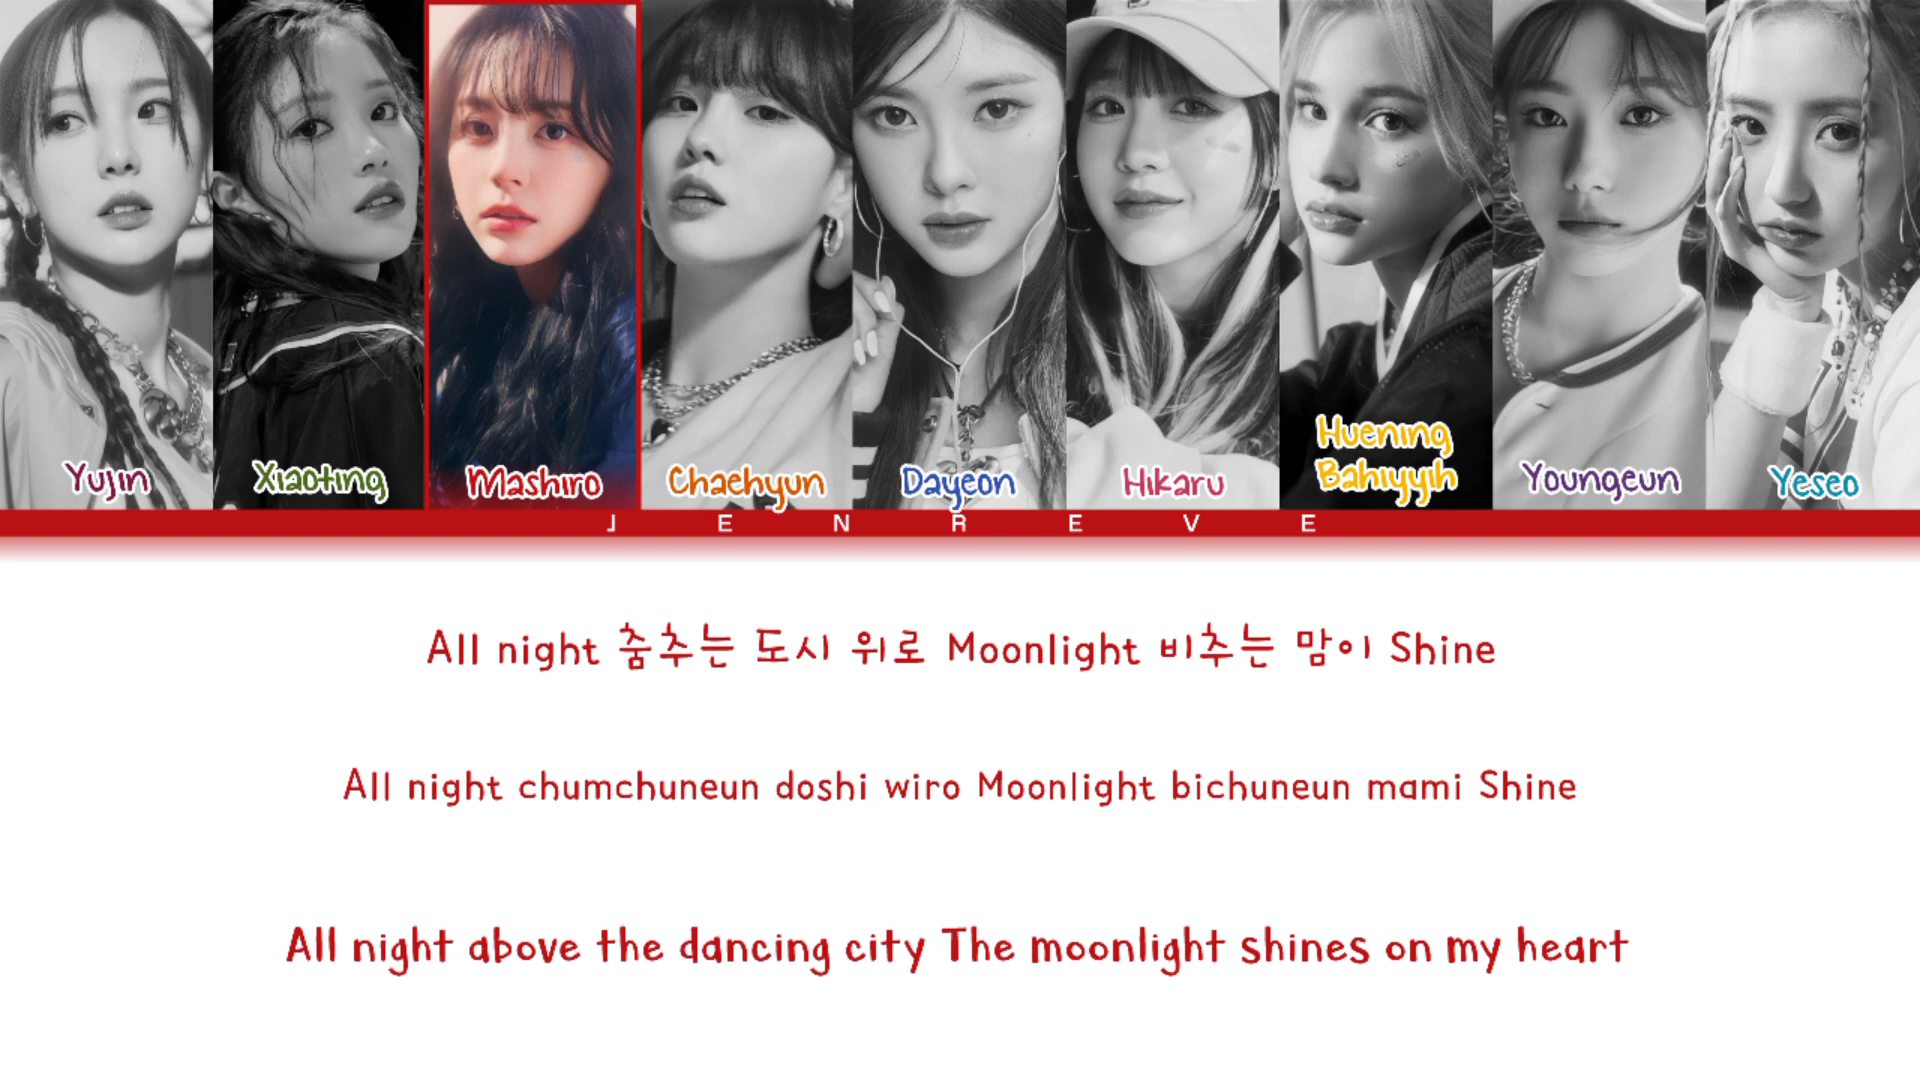 Yujin
Xiaoting
Mashiro
Chaehyun
Dayeon
Hikaru
Huening
Bahiyyih
Youngeun
Yeseo
J E N R E V E
All night 춤추는 도시 위로 Moonlight 비추는 맘이 Shine
All night chumchuneun doshi wiro Moonlight bichuneun mami Shine
All night above the dancing city The moonlight shines on my heart